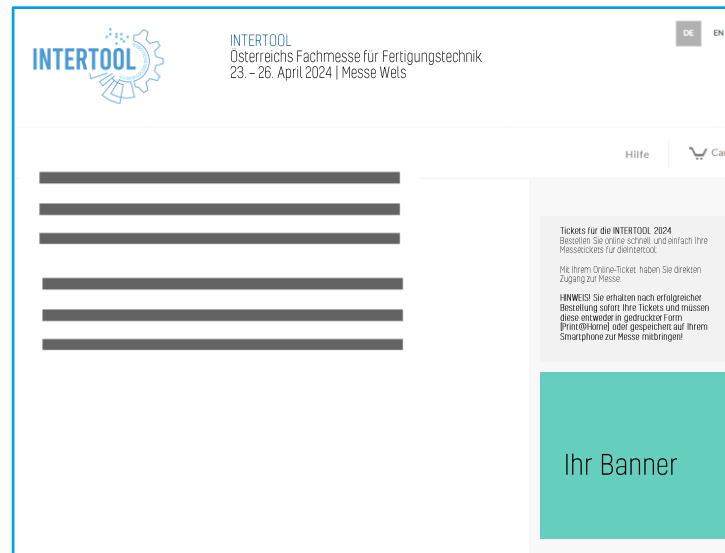 INTERTOOL
INTERTOOL
Österreichs Fachmesse für Fertigungstechnik
23. – 26. April 2024 | Messe Wels
DE EN
Hilfe
Tickets für die INTERTOOL 2024
Bestellen Sie online schnell und einfach Ihre
Messetickets für dieIntertool.
Mit Ihrem Online-Ticket haben Sie direkten
Zugang zur Messe.
HINWEIS! Sie erhalten nach erfolgreicher
Bestellung sofort Ihre Tickets und müssen
diese entweder in gedruckter Form
[Print@Home] oder gespeichert auf Ihrem
Smartphone zur Messe mitbringen!
Ihr Banner